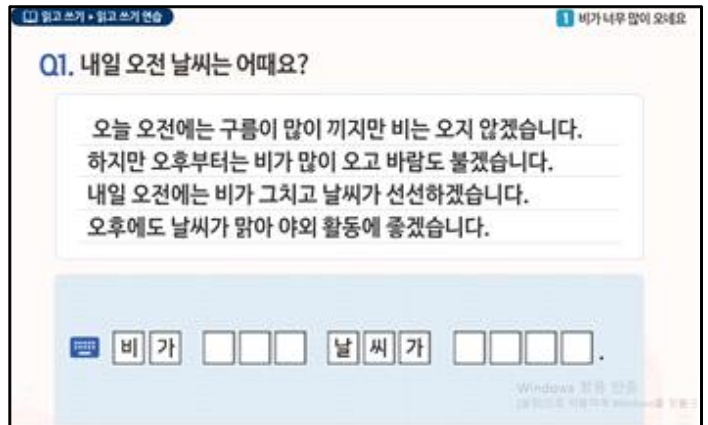 읽고 쓰기 • 읽고 쓰기 연습
1 비가 너무 많이 오네요
Q1. 내일 오전 날씨는 어때요?
오늘 오전에는 구름이 많이 끼지만 비는 오지 않겠습니다.
하지만 오후부터는 비가 많이 오고 바람도 불겠습니다.
내일 오전에는 비가 그치고 날씨가 선선하겠습니다.
오후에도 날씨가 맑아 야외 활동에 좋겠습니다.
비가 날씨가 .
Windows 정품 인증